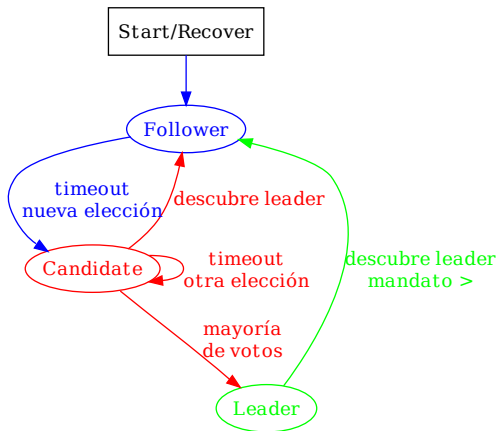 Start/Recover
Follower
timeout
nueva elección
descubre leader
Candidate
timeout
otra elección
descubre leader
mandato >
mayoría
de votos
Leader